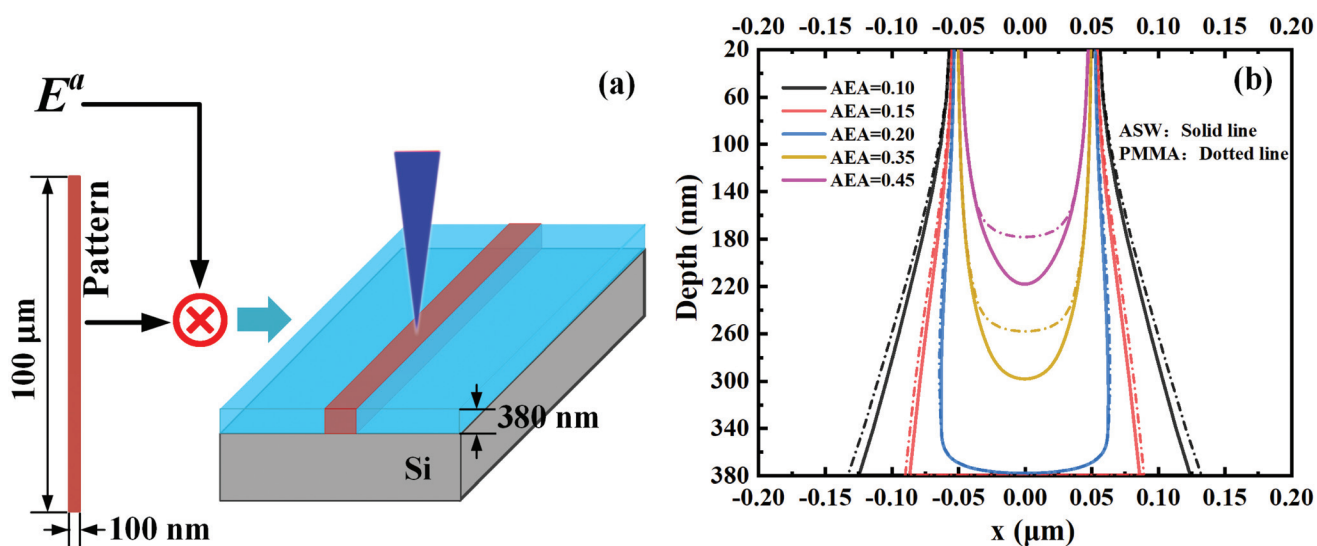 (a)
Eᵃ
Pattern
100 μm
100 nm
380 nm
Si
(b)
-0.20 -0.15 -0.10 -0.05 0.00 0.05 0.10 0.15 0.20
20
60
100
140
180
220
260
300
340
380
Depth (nm)
AEA=0.10
AEA=0.15
AEA=0.20
AEA=0.35
AEA=0.45
ASW: Solid line
PMMA: Dotted line
-0.20 -0.15 -0.10 -0.05 0.00 0.05 0.10 0.15 0.20
x (μm)